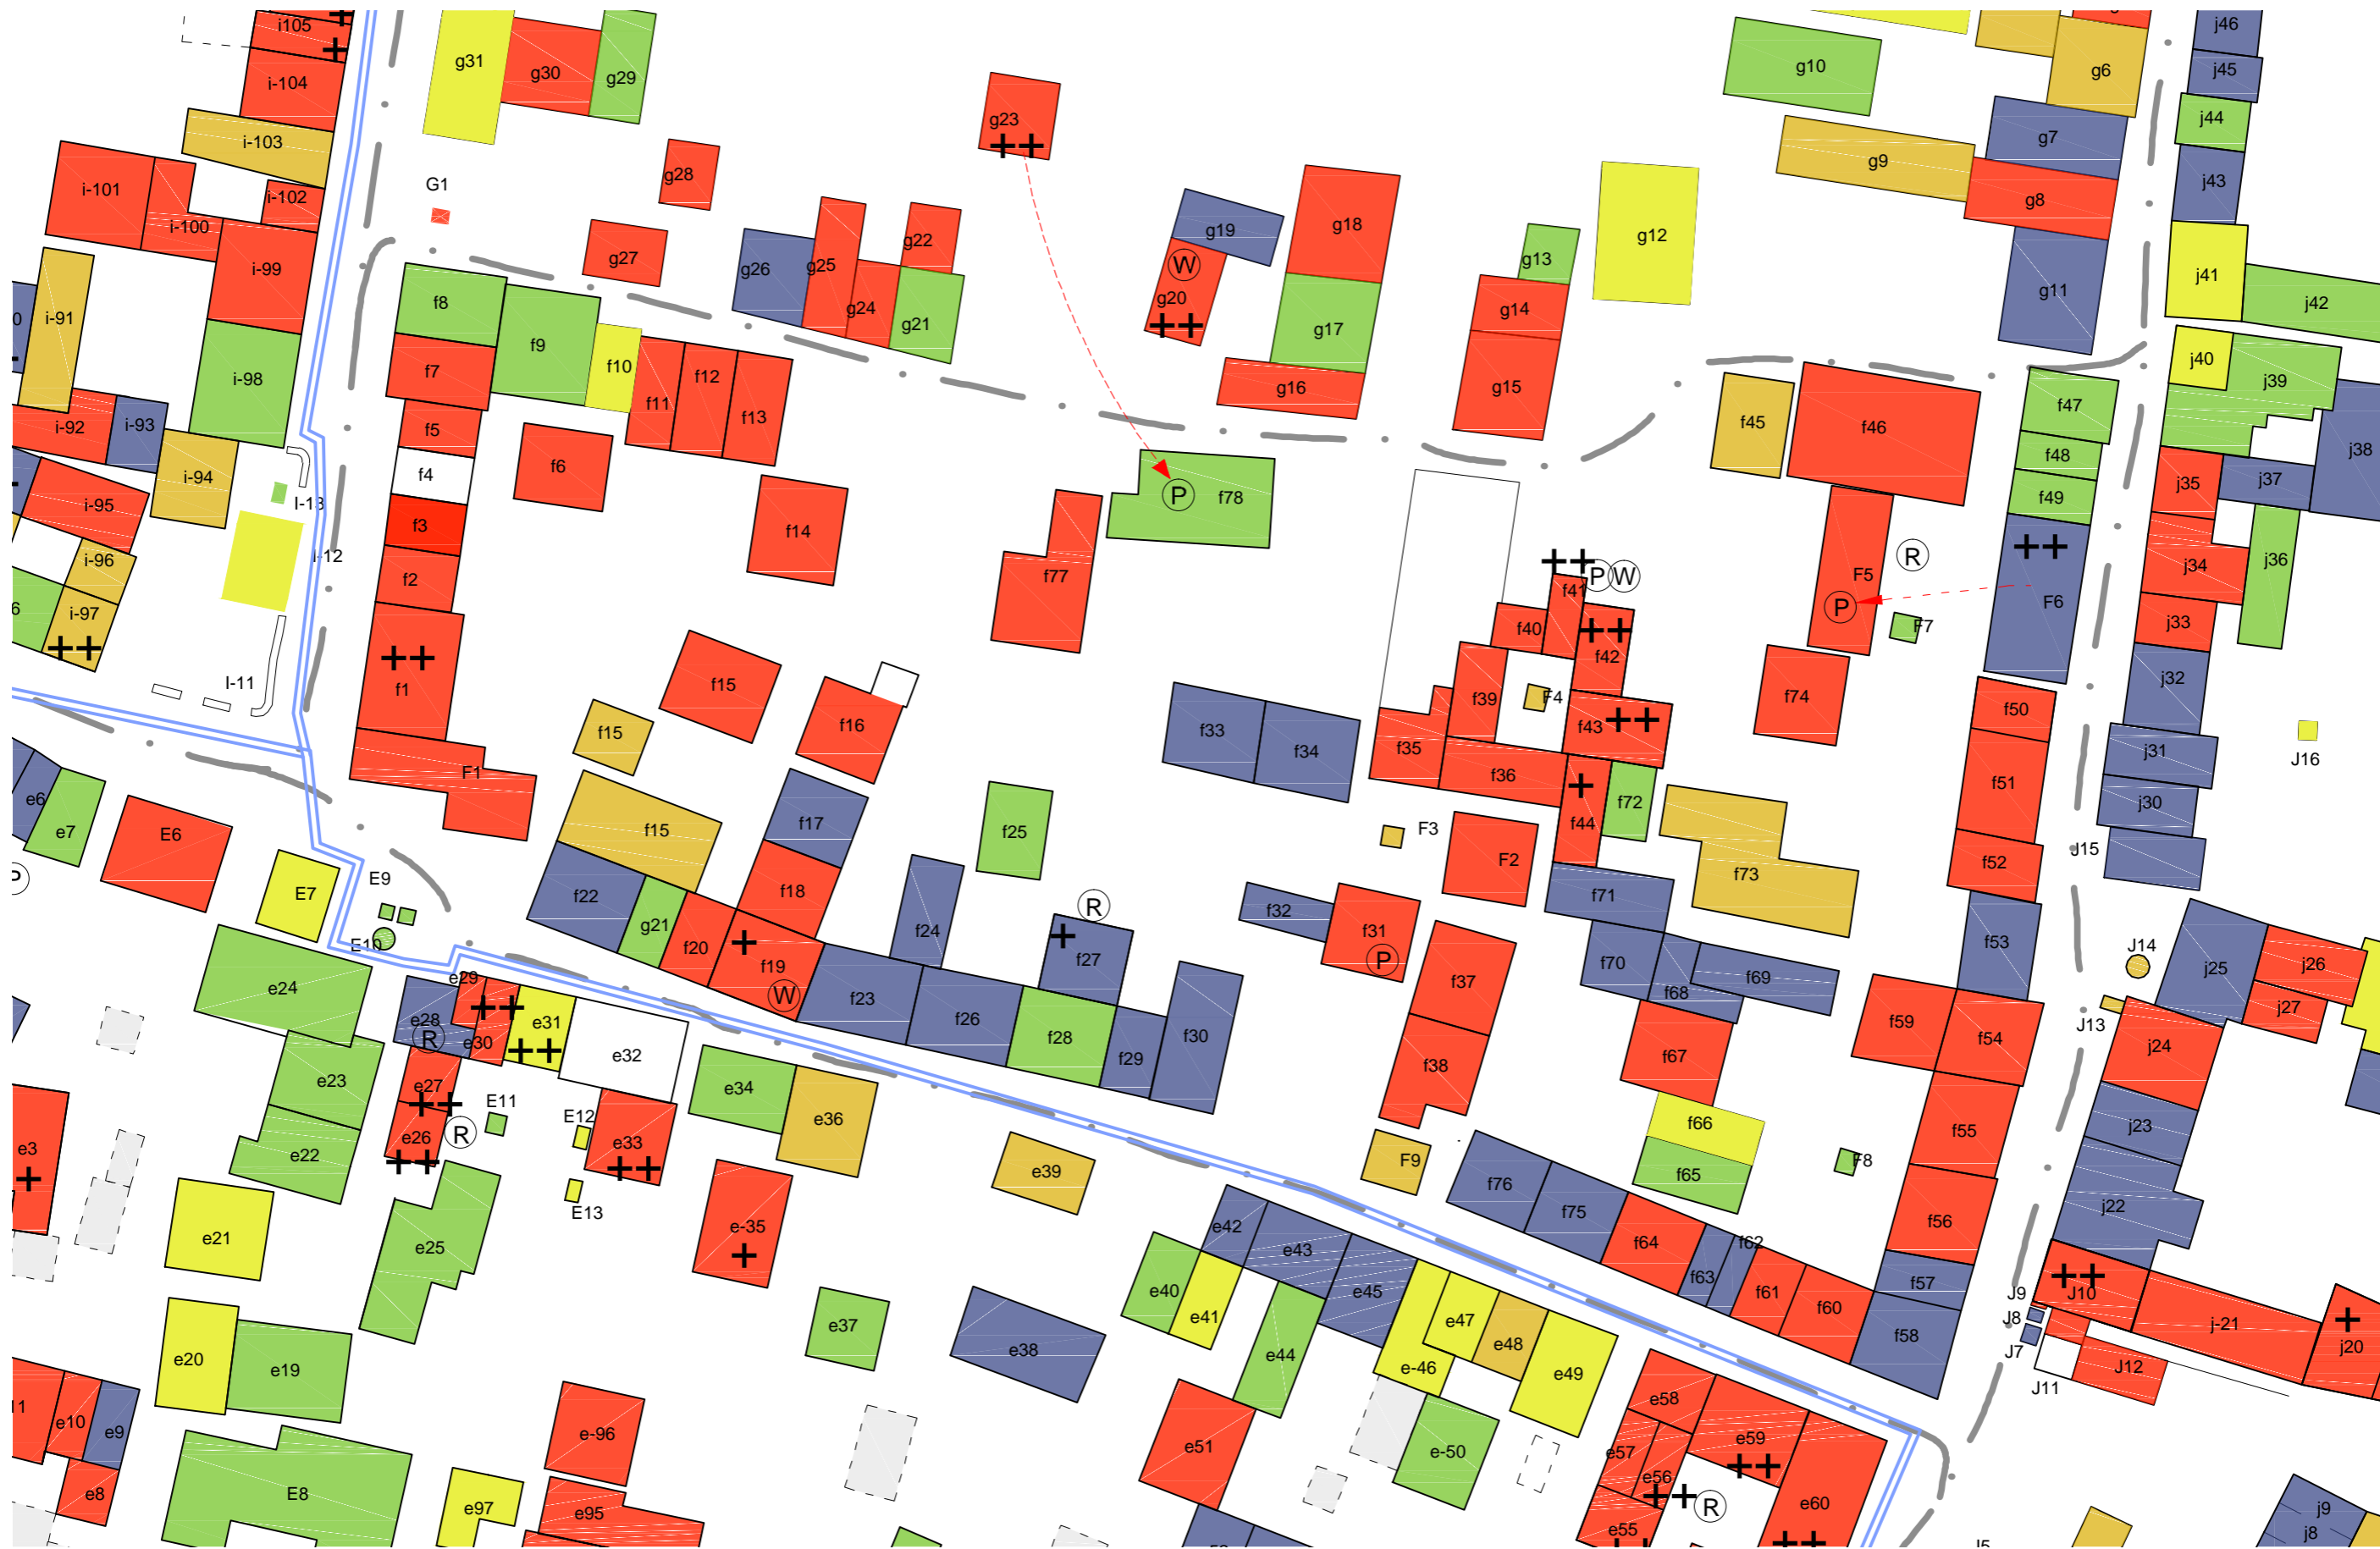 i105
++
g31
g30
g29
g10
g6
j46
j45
i-104
g23
++
j44
g7
i-103
g9
j43
i-101
i-102
G1
g28
g8
i-100
g19
g18
g12
g22
g26
g25
g27
g13
W
g20
++
i-99
j41
g11
j42
f8
g24
g21
g14
i-91
f9
g17
j40
j39
i-98
f7
f10
f12
f11
f13
g16
g15
f47
i-92
i-93
f5
f45
f46
j38
f48
i-94
f4
f6
j37
j35
f49
P
f78
i-95
I-13
f3
f14
++
R
++
F6
i-96
I-12
f2
f77
f41
P
W
F5
P
j34
j36
i-97
++
f40
++
f42
F7
j33
++
f1
I-11
f15
f39
F4
f74
j32
f15
f16
f33
f34
f35
f43
++
f50
j31
J16
F1
f36
+
f44
f72
f51
j30
e6
e7
E6
f15
f17
f25
F3
F2
f52
J15
f73
E7
E9
f22
f18
f71
R
f32
f31
P
g21
f20
+
f19
W
f24
+
f27
f53
J14
E10
f37
f70
f69
f68
j25
j26
e24
e29
++
e28
R
e30
e31
++
f23
f26
f28
f29
f30
f59
f54
J13
j27
j24
e32
f38
f67
e23
e27
++
e34
e36
f66
f55
j23
e26
++
R
E11
E12
e33
++
e3
+
e22
e39
F9
f76
f65
F8
f75
E13
e21
e25
e-35
+
e42
e43
f64
f62
f56
j22
e40
e41
e45
f63
f61
f60
f57
++
J10
J9
J8
J7
j-21
+
j20
e20
e19
e37
e38
e44
e47
e48
e49
e-46
f58
J12
J11
e10
e9
e-96
e51
e-50
e58
e57
e59
++
e56
++
R
e8
E8
e97
e95
e60
++
e55
j9
j8